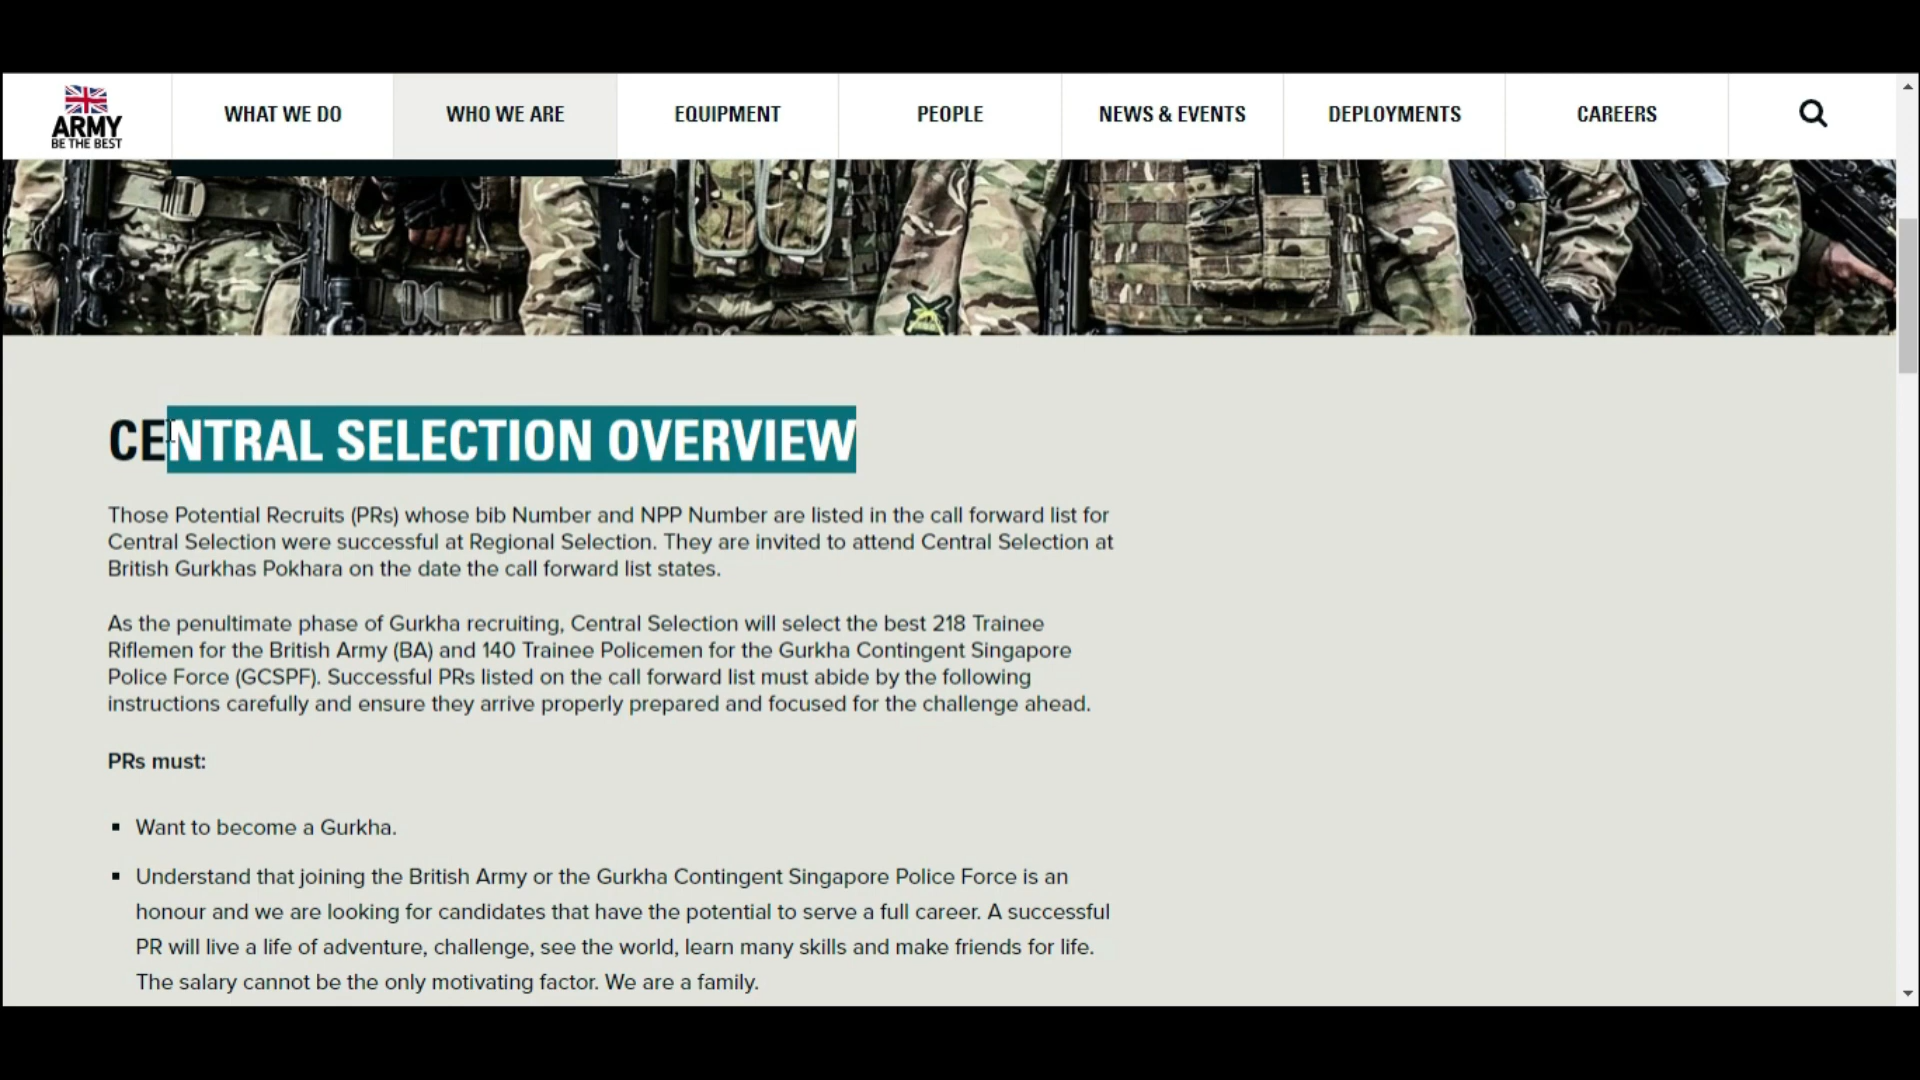 ARMY
BE THE BEST
WHAT WE DO
WHO WE ARE
EQUIPMENT
PEOPLE
NEWS & EVENTS
DEPLOYMENTS
CAREERS
CENTRAL SELECTION OVERVIEW
Those Potential Recruits (PRs) whose bib Number and NPP Number are listed in the call forward list for
Central Selection were successful at Regional Selection. They are invited to attend Central Selection at
British Gurkhas Pokhara on the date the call forward list states.
As the penultimate phase of Gurkha recruiting, Central Selection will select the best 218 Trainee
Riflemen for the British Army (BA) and 140 Trainee Policemen for the Gurkha Contingent Singapore
Police Force (GCSPF). Successful PRs listed on the call forward list must abide by the following
instructions carefully and ensure they arrive properly prepared and focused for the challenge ahead.
PRs must:
▪ Want to become a Gurkha.
▪ Understand that joining the British Army or the Gurkha Contingent Singapore Police Force is an
honour and we are looking for candidates that have the potential to serve a full career. A successful
PR will live a life of adventure, challenge, see the world, learn many skills and make friends for life.
The salary cannot be the only motivating factor. We are a family.